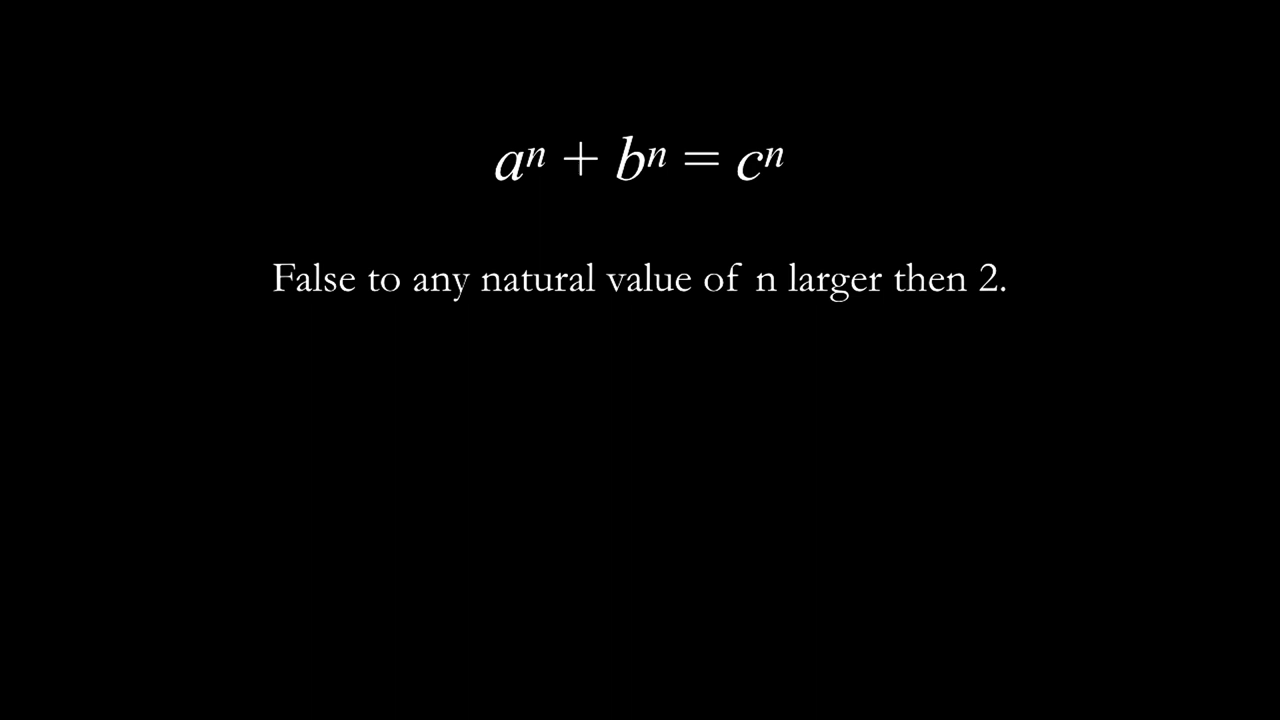 aⁿ + bⁿ = cⁿ
False to any natural value of n larger then 2.